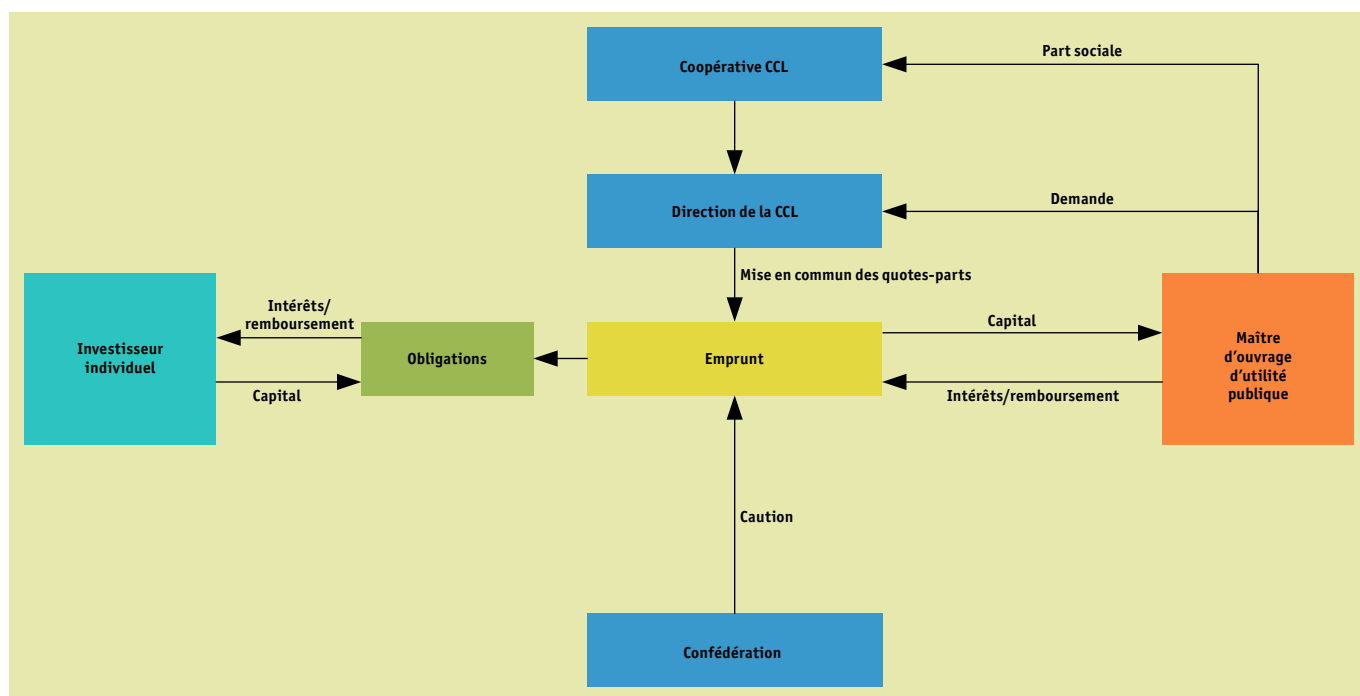 Coopérative CCL
Part sociale
Direction de la CCL
Demande
Mise en commun des quotes-parts
Investisseur
individuel
Intérêts/
remboursement
Capital
Obligations
Emprunt
Capital
Intérêts/remboursement
Maître
d'ouvrage
d'utilité
publique
Caution
Confédération